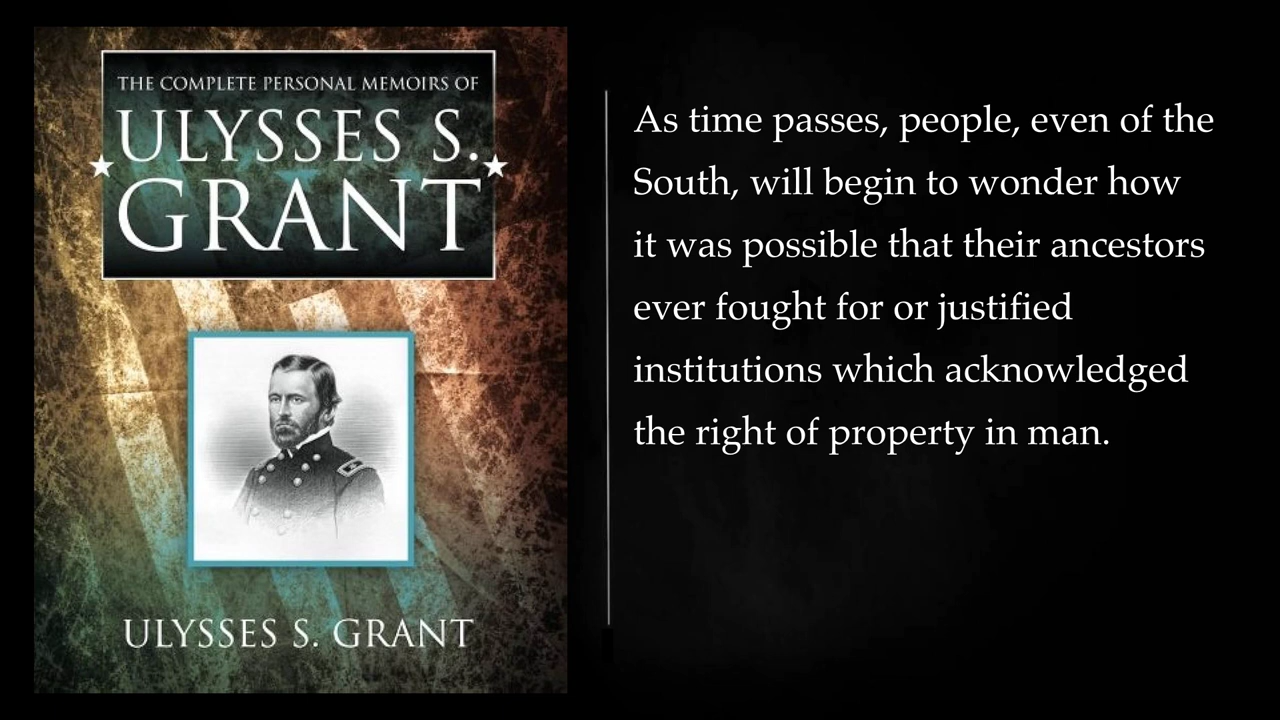 THE COMPLETE PERSONAL MEMOIRS OF
ULYSSES S.
GRANT
ULYSSES S. GRANT
As time passes, people, even of the
South, will begin to wonder how
it was possible that their ancestors
ever fought for or justified
institutions which acknowledged
the right of property in man.